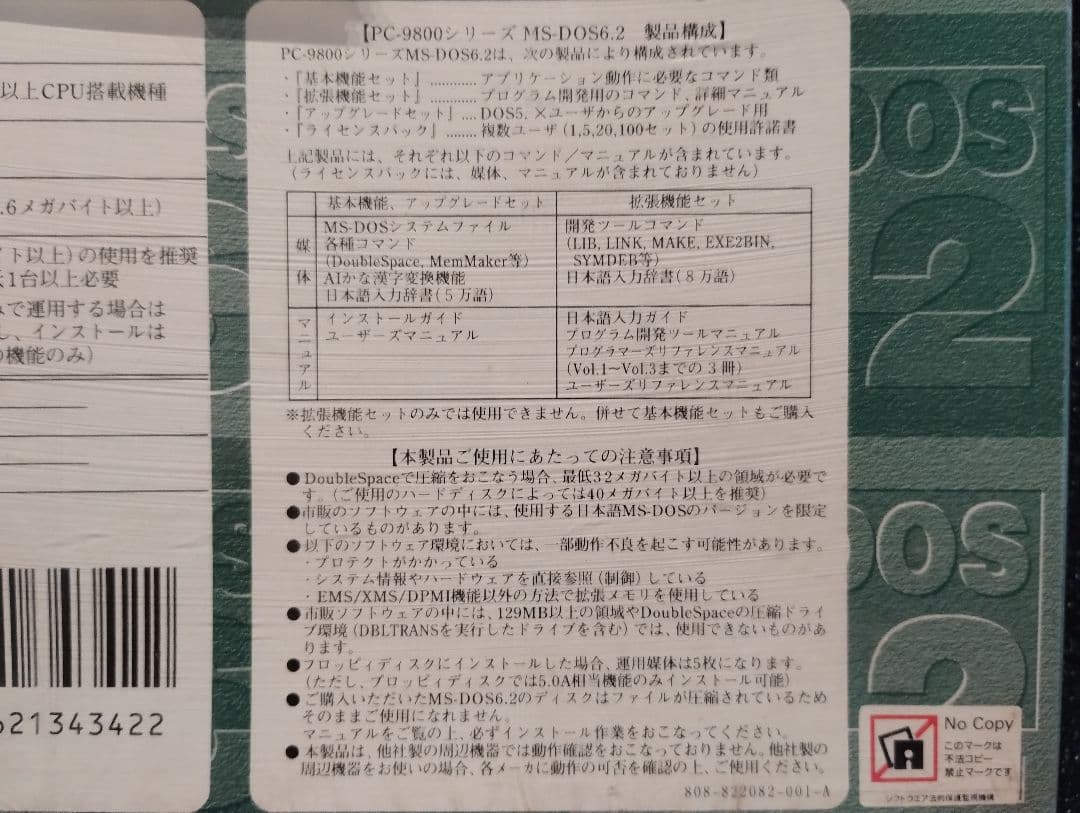 以上CPU搭載機種
.6メガバイト以上)
イト以上)の使用を推奨
1台以上必要
で運用する場合は
し、インストールは
機能のみ)
621343422
【PC-9800シリーズ MS-DOS6.2 製品構成】
PC-9800シリーズMS-DOS6.2は、次の製品により構成されています。
・『基本機能セット』 .......... アプリケーション動作に必要なコマンド類
・『拡張機能セット』 .......... プログラム開発用のコマンド、詳細マニュアル
・『アップグレードセット』 .... DOS5.×ユーザからのアップグレード用
・『ライセンスパック』 ....... 複数ユーザ(1,5,20,100セット)の使用許諾書
上記製品には、それぞれ以下のコマンド/マニュアルが含まれています。
(ライセンスパックには、媒体、マニュアルが含まれておりません)
基本機能、アップグレードセット 拡張機能セット
媒体
MS-DOSシステムファイル
各種コマンド
(DoubleSpace, MemMaker等)
AIかな漢字変換機能
日本語入力辞書(5万語)
開発ツールコマンド
(LIB, LINK, MAKE, EXE2BIN,
SYMDEB等)
日本語入力辞書(8万語)
マニュアル
インストールガイド
ユーザーズマニュアル
日本語入力ガイド
プログラム開発ツールマニュアル
プログラマーズリファレンスマニュアル
(Vol.1~Vol.3までの3冊)
ユーザーズリファレンスマニュアル
※拡張機能セットのみでは使用できません。併せて基本機能セットもご購入
ください。
【本製品ご使用にあたっての注意事項】
●DoubleSpaceで圧縮をおこなう場合、最低32メガバイト以上の領域が必要で
す。(ご使用のハードディスクによっては40メガバイト以上を推奨)
●市販のソフトウェアの中には、使用する日本語MS-DOSのバージョンを限定
しているものがあります。
●以下のソフトウェア環境においては、一部動作不良を起こす可能性があります。
・プロテクトがかかっている
・システム情報やハードウェアを直接参照(制御)している
・EMS/XMS/DPMI機能以外の方法で拡張メモリを使用している
●市販ソフトウェアの中には、129MB以上の領域やDoubleSpaceの圧縮ドライ
ブ環境(DBLTRANSを実行したドライブを含む)では、使用できないものがあ
ります。
●フロッピィディスクにインストールした場合、運用媒体は5枚になります。
(ただし、フロッピィディスクでは5.0A相当機能のみインストール可能)
●ご購入いただいたMS-DOS6.2のディスクはファイルが圧縮されているため
そのままご使用になれません。
マニュアルをご覧の上、必ずインストール作業をおこなってください。
●本製品は、他社製の周辺機器では動作確認をおこなっておりません。他社製の
周辺機器をお使いの場合、各メーカに動作の可否を確認の上、ご使用ください。
808-822082-001-A
DOS
2
DOS
2
No Copy
このマークは
不法コピー
禁止マークです
ソフトウエア法的保護監視機構